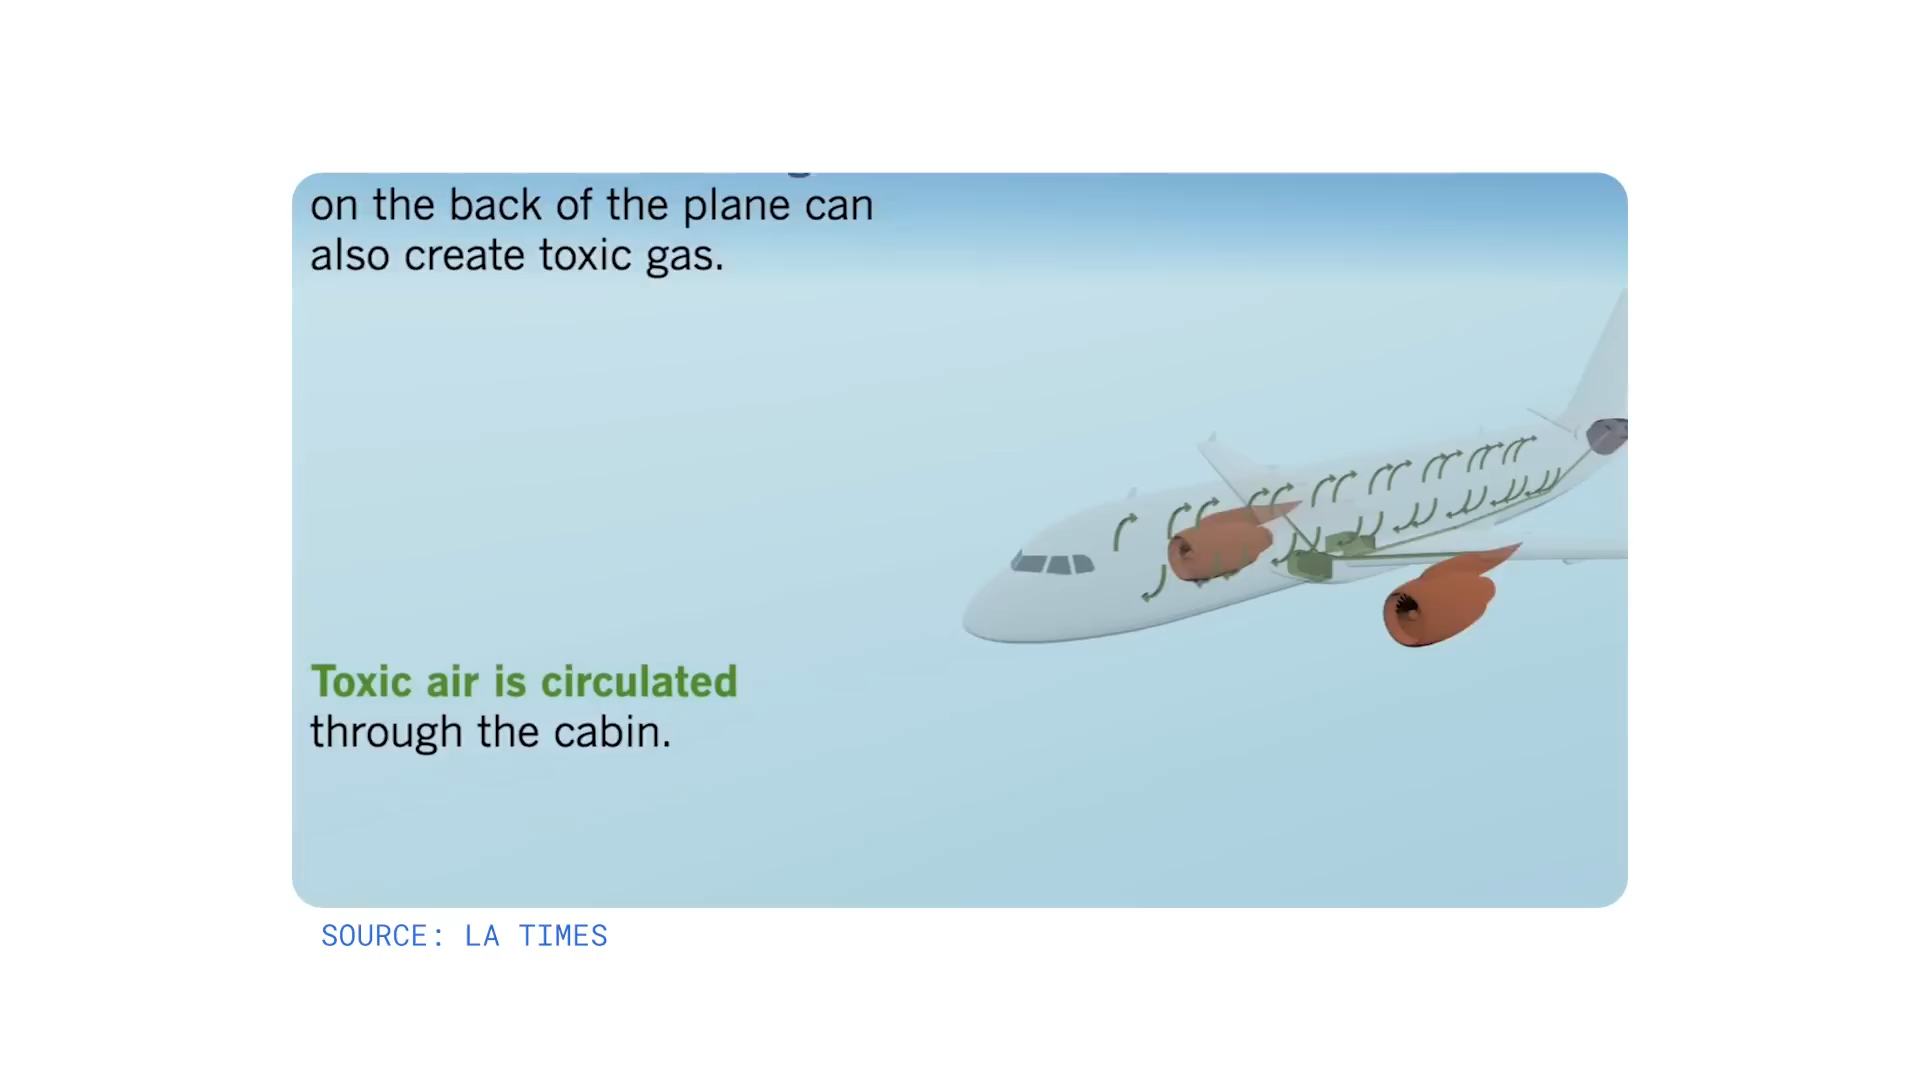 on the back of the plane can
also create toxic gas.
Toxic air is circulated
through the cabin.
SOURCE: LA TIMES